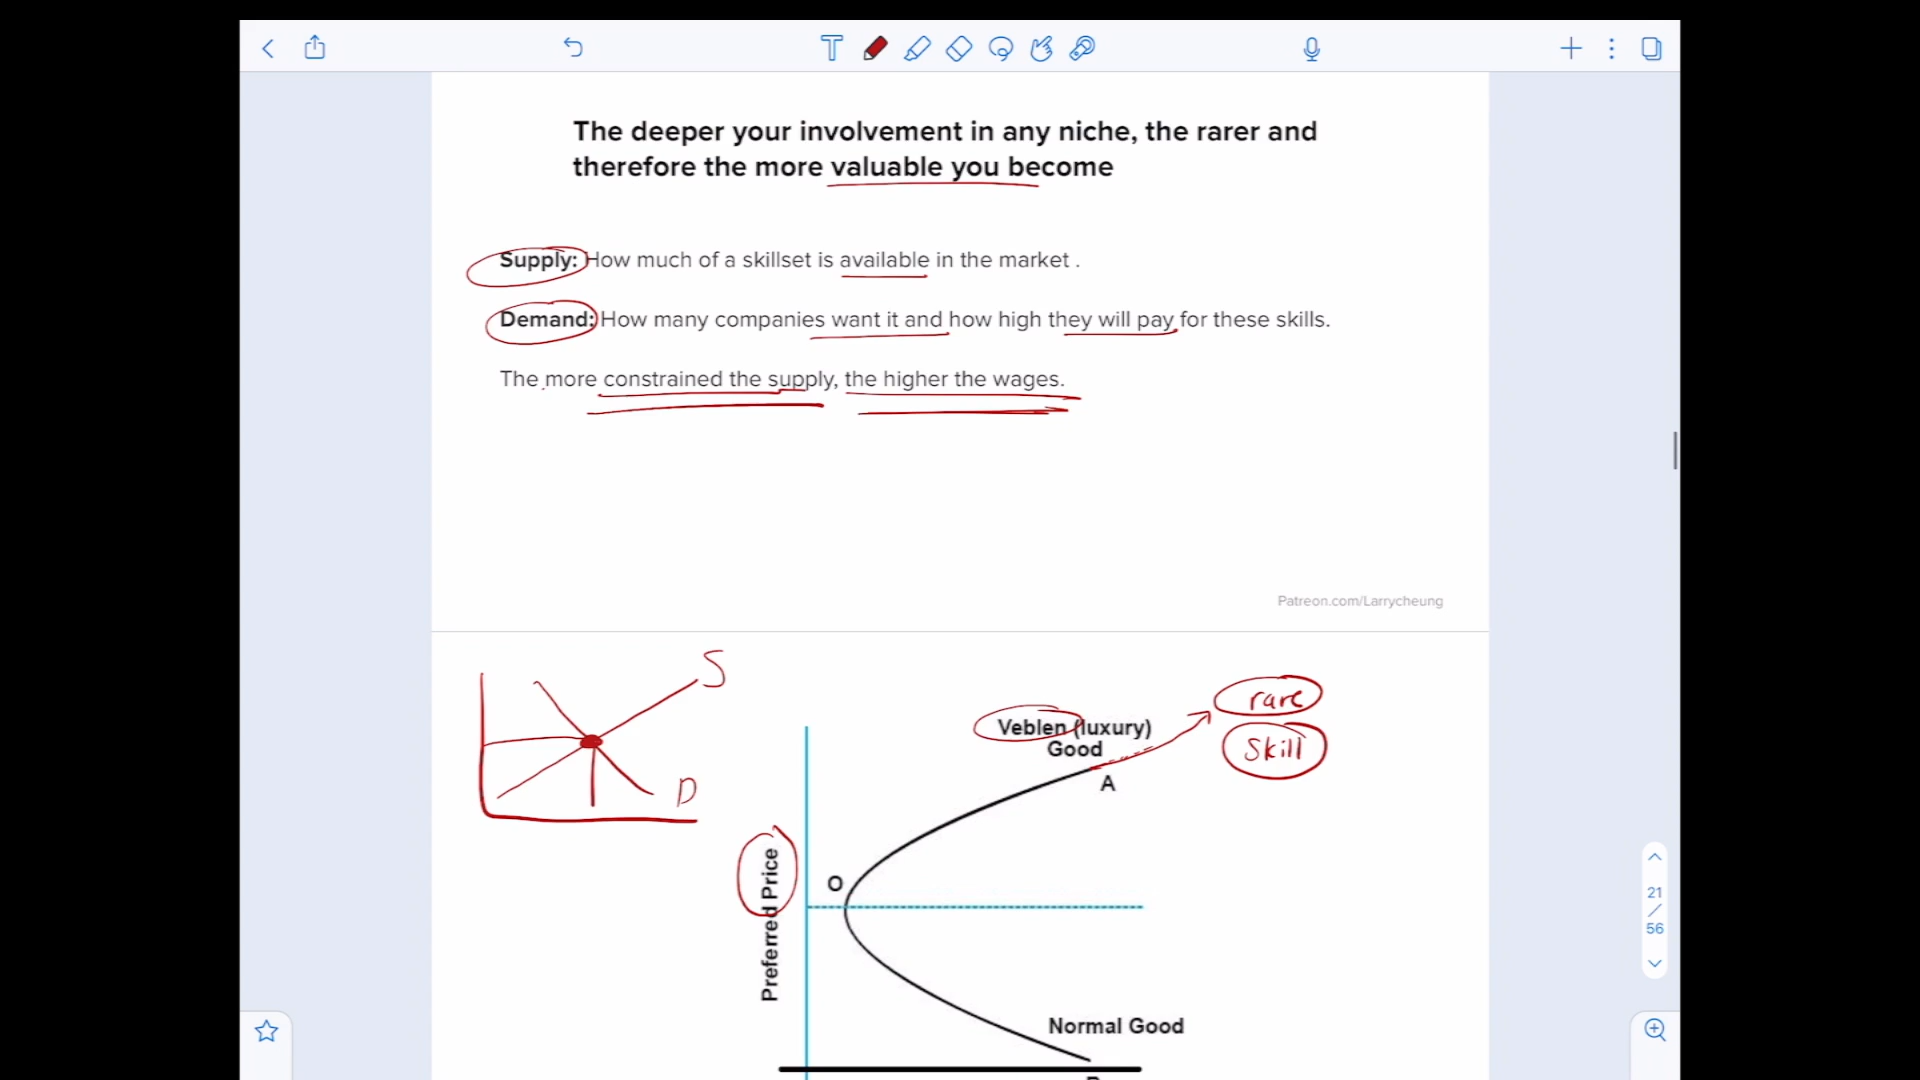 The deeper your involvement in any niche, the rarer and
therefore the more valuable you become
Supply: How much of a skillset is available in the market .
Demand: How many companies want it and how high they will pay for these skills.
The more constrained the supply, the higher the wages.
Patreon.com/Larrycheung
S
D
rare
Skill
Veblen (luxury)
Good
A
O
Preferred Price
Normal Good
21
/
56